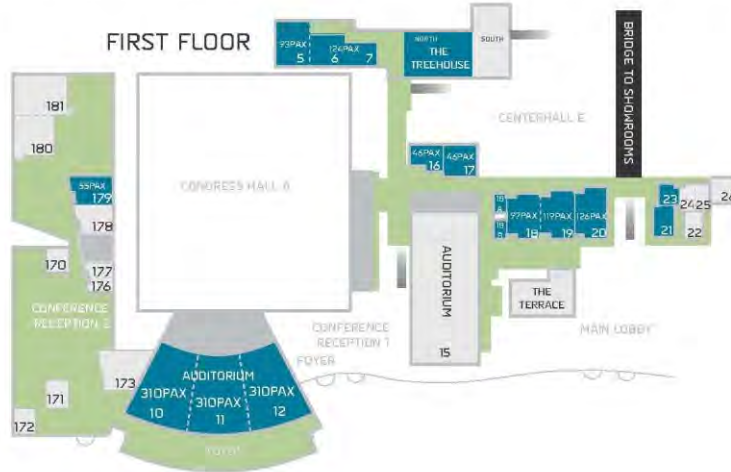 FIRST FLOOR
93PAX
5
124PAX
6
7
NORTH
THE
TREEHOUSE
SOUTH
BRIDGE TO SHOWROOMS
181
180
CENTERHALL E
46PAX
16
46PAX
17
CONGRESS HALL A
55PAX
179
178
177
176
170
18
A
18
B
97PAX
18
119PAX
19
126PAX
20
23
21
24
25
22
26
AUDITORIUM
15
THE
TERRACE
MAIN LOBBY
CONFERENCE
RECEPTION 2
CONFERENCE
RECEPTION 1
FOYER
173
171
172
AUDITORIUM
310PAX
10
310PAX
11
310PAX
12
FOYER